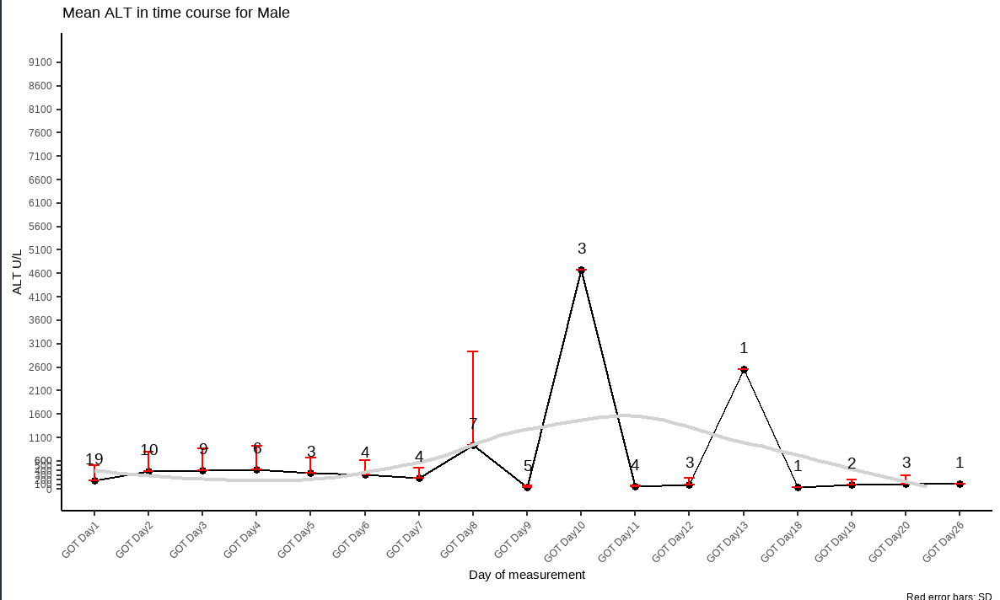 Mean ALT in time course for Male
ALT U/L
9100
8600
8100
7600
7100
6600
6100
5600
5100
4600
4100
3600
3100
2600
2100
1600
1100
600
100
19
10
9
6
3
4
4
7
5
3
4
3
1
1
2
3
1
GOT Day1
GOT Day2
GOT Day3
GOT Day4
GOT Day5
GOT Day6
GOT Day7
GOT Day8
GOT Day9
GOT Day10
GOT Day11
GOT Day12
GOT Day13
GOT Day18
GOT Day19
GOT Day20
GOT Day26
Day of measurement
Red error bars: SD